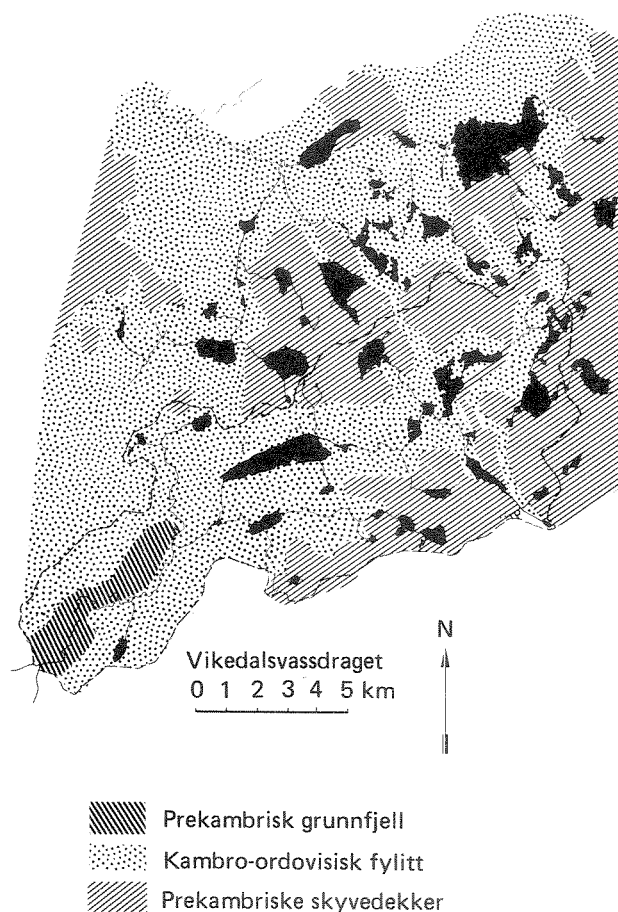 N
Vikedalsvassdraget
0 1 2 3 4 5 km
Prekambrisk grunnfjell
Kambro-ordovisisk fylitt
Prekambriske skyvedekker